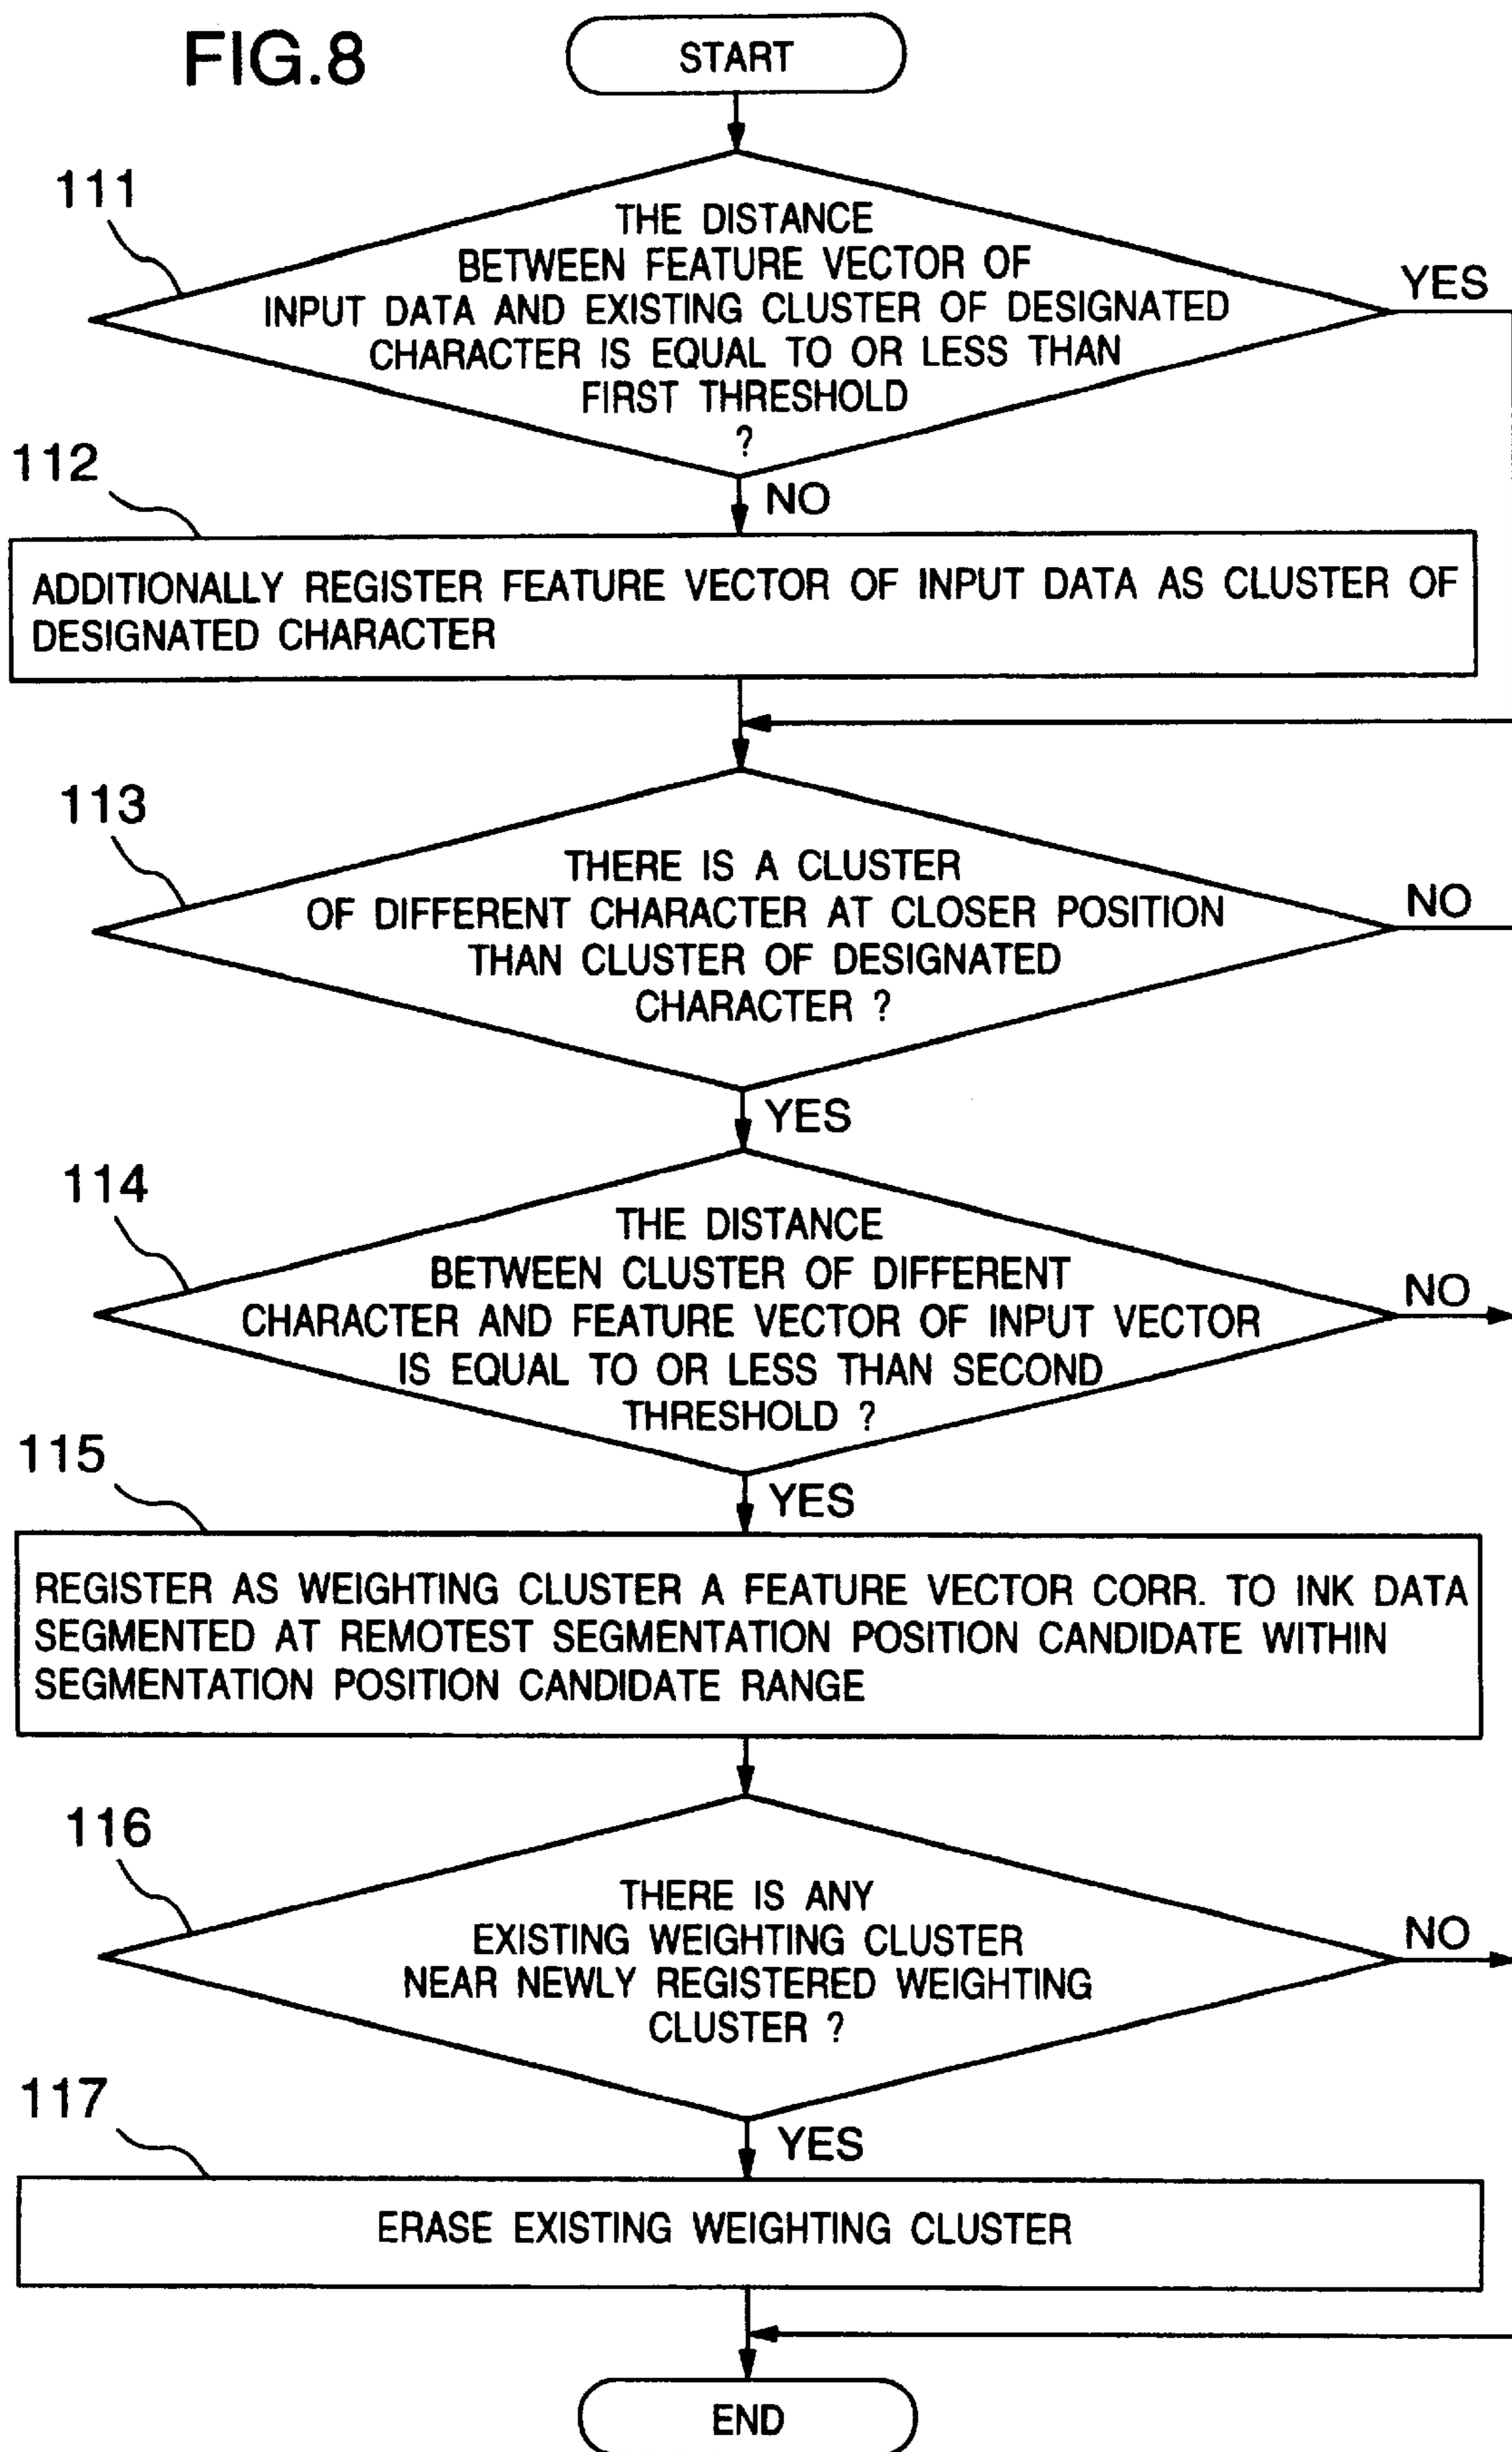 FIG.8
START
111
THE DISTANCE
BETWEEN FEATURE VECTOR OF
INPUT DATA AND EXISTING CLUSTER OF DESIGNATED
CHARACTER IS EQUAL TO OR LESS THAN
FIRST THRESHOLD
?
YES
NO
112
ADDITIONALLY REGISTER FEATURE VECTOR OF INPUT DATA AS CLUSTER OF
DESIGNATED CHARACTER
113
THERE IS A CLUSTER
OF DIFFERENT CHARACTER AT CLOSER POSITION
THAN CLUSTER OF DESIGNATED
CHARACTER ?
NO
YES
114
THE DISTANCE
BETWEEN CLUSTER OF DIFFERENT
CHARACTER AND FEATURE VECTOR OF INPUT VECTOR
IS EQUAL TO OR LESS THAN SECOND
THRESHOLD ?
NO
YES
115
REGISTER AS WEIGHTING CLUSTER A FEATURE VECTOR CORR. TO INK DATA
SEGMENTED AT REMOTEST SEGMENTATION POSITION CANDIDATE WITHIN
SEGMENTATION POSITION CANDIDATE RANGE
116
THERE IS ANY
EXISTING WEIGHTING CLUSTER
NEAR NEWLY REGISTERED WEIGHTING
CLUSTER ?
NO
YES
117
ERASE EXISTING WEIGHTING CLUSTER
END